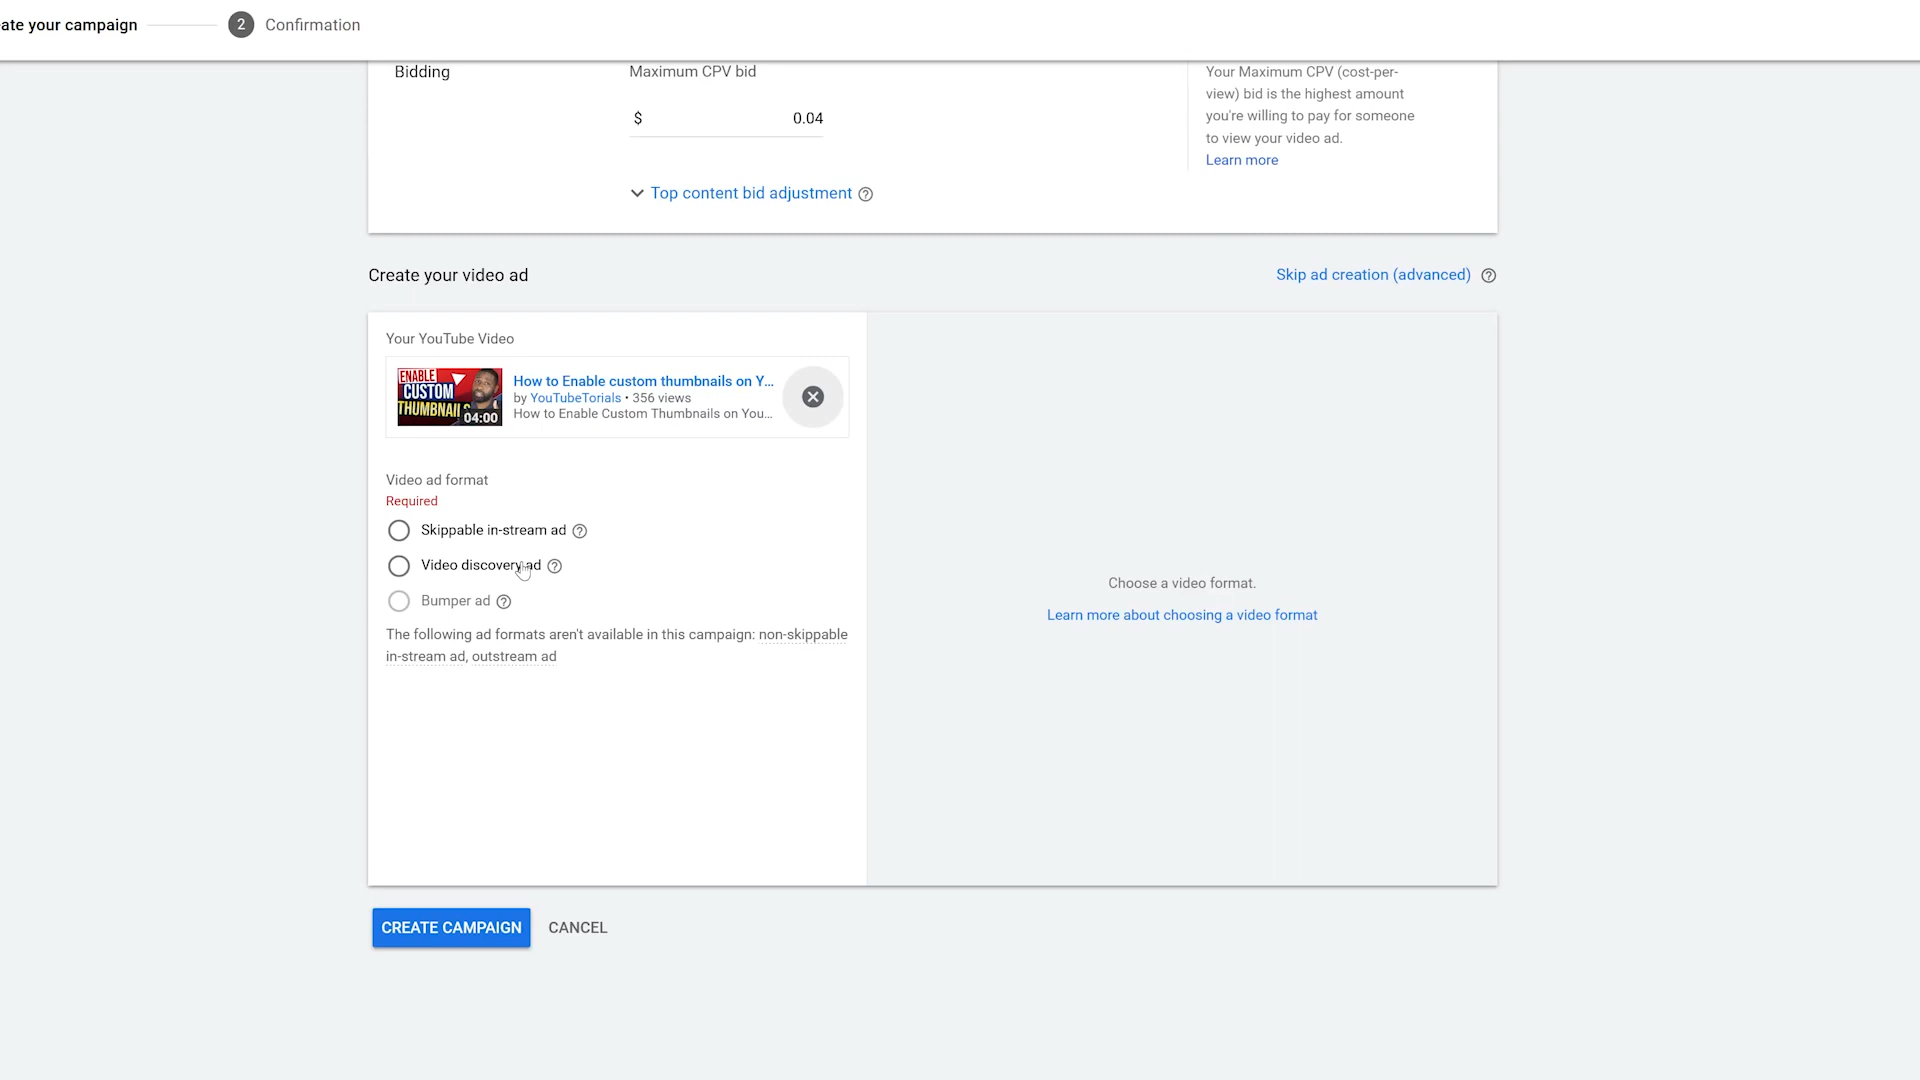 ate your campaign
2
Confirmation
Bidding
Maximum CPV bid
$ 0.04
Top content bid adjustment
Your Maximum CPV (cost-per-
view) bid is the highest amount
you're willing to pay for someone
to view your video ad.
Learn more
Create your video ad
Skip ad creation (advanced)
Your YouTube Video
ENABLE
CUSTOM
THUMBNAIL
04:00
How to Enable custom thumbnails on Y...
by YouTubeTorials • 356 views
How to Enable Custom Thumbnails on You...
Video ad format
Required
Skippable in-stream ad
Video discovery ad
Bumper ad
The following ad formats aren't available in this campaign: non-skippable
in-stream ad, outstream ad
Choose a video format.
Learn more about choosing a video format
CREATE CAMPAIGN
CANCEL